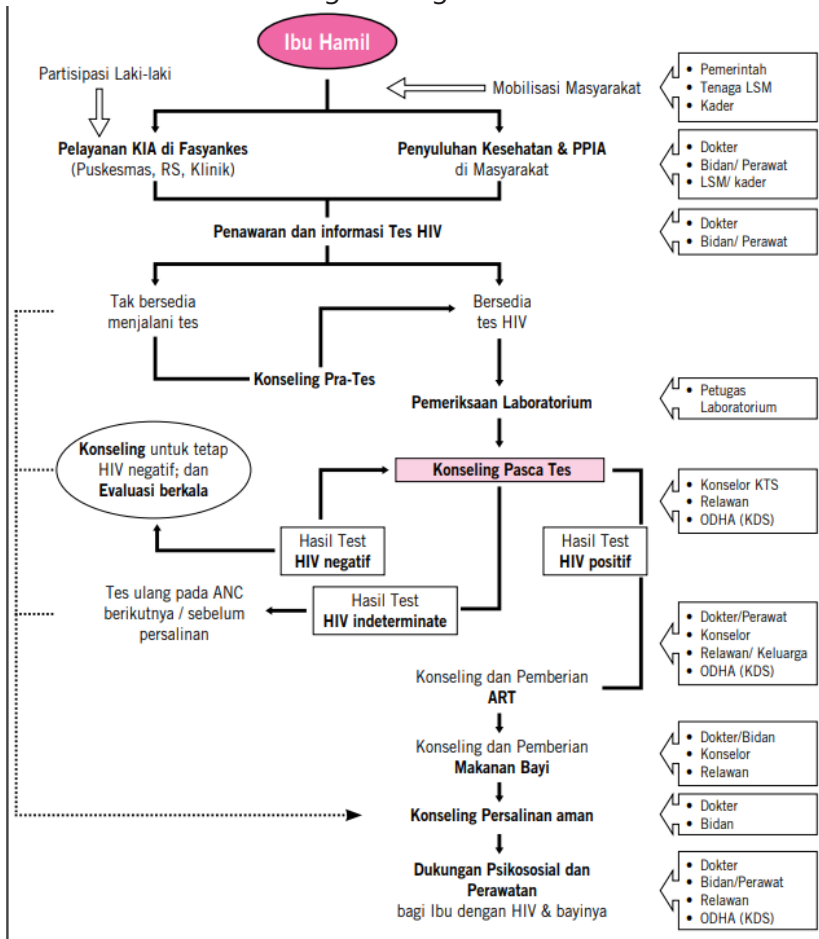 Ibu Hamil
Partisipasi Laki-laki
Mobilisasi Masyarakat
• Pemerintah
• Tenaga LSM
• Kader
Pelayanan KIA di Fasyankes
(Puskesmas, RS, Klinik)
Penyuluhan Kesehatan & PPIA
di Masyarakat
• Dokter
• Bidan/ Perawat
• LSM/ kader
Penawaran dan informasi Tes HIV
• Dokter
• Bidan/ Perawat
Tak bersedia
menjalani tes
Bersedia
tes HIV
Konseling Pra-Tes
Pemeriksaan Laboratorium
• Petugas
Laboratorium
Konseling untuk tetap
HIV negatif; dan
Evaluasi berkala
Konseling Pasca Tes
• Konselor KTS
• Relawan
• ODHA (KDS)
Hasil Test
HIV negatif
Hasil Test
HIV positif
Tes ulang pada ANC
berikutnya / sebelum
persalinan
Hasil Test
HIV indeterminate
• Dokter/Perawat
• Konselor
• Relawan/ Keluarga
• ODHA (KDS)
Konseling dan Pemberian
ART
Konseling dan Pemberian
Makanan Bayi
• Dokter/Bidan
• Konselor
• Relawan
Konseling Persalinan aman
• Dokter
• Bidan
Dukungan Psikososial dan
Perawatan
bagi Ibu dengan HIV & bayinya
• Dokter
• Bidan/Perawat
• Relawan
• ODHA (KDS)